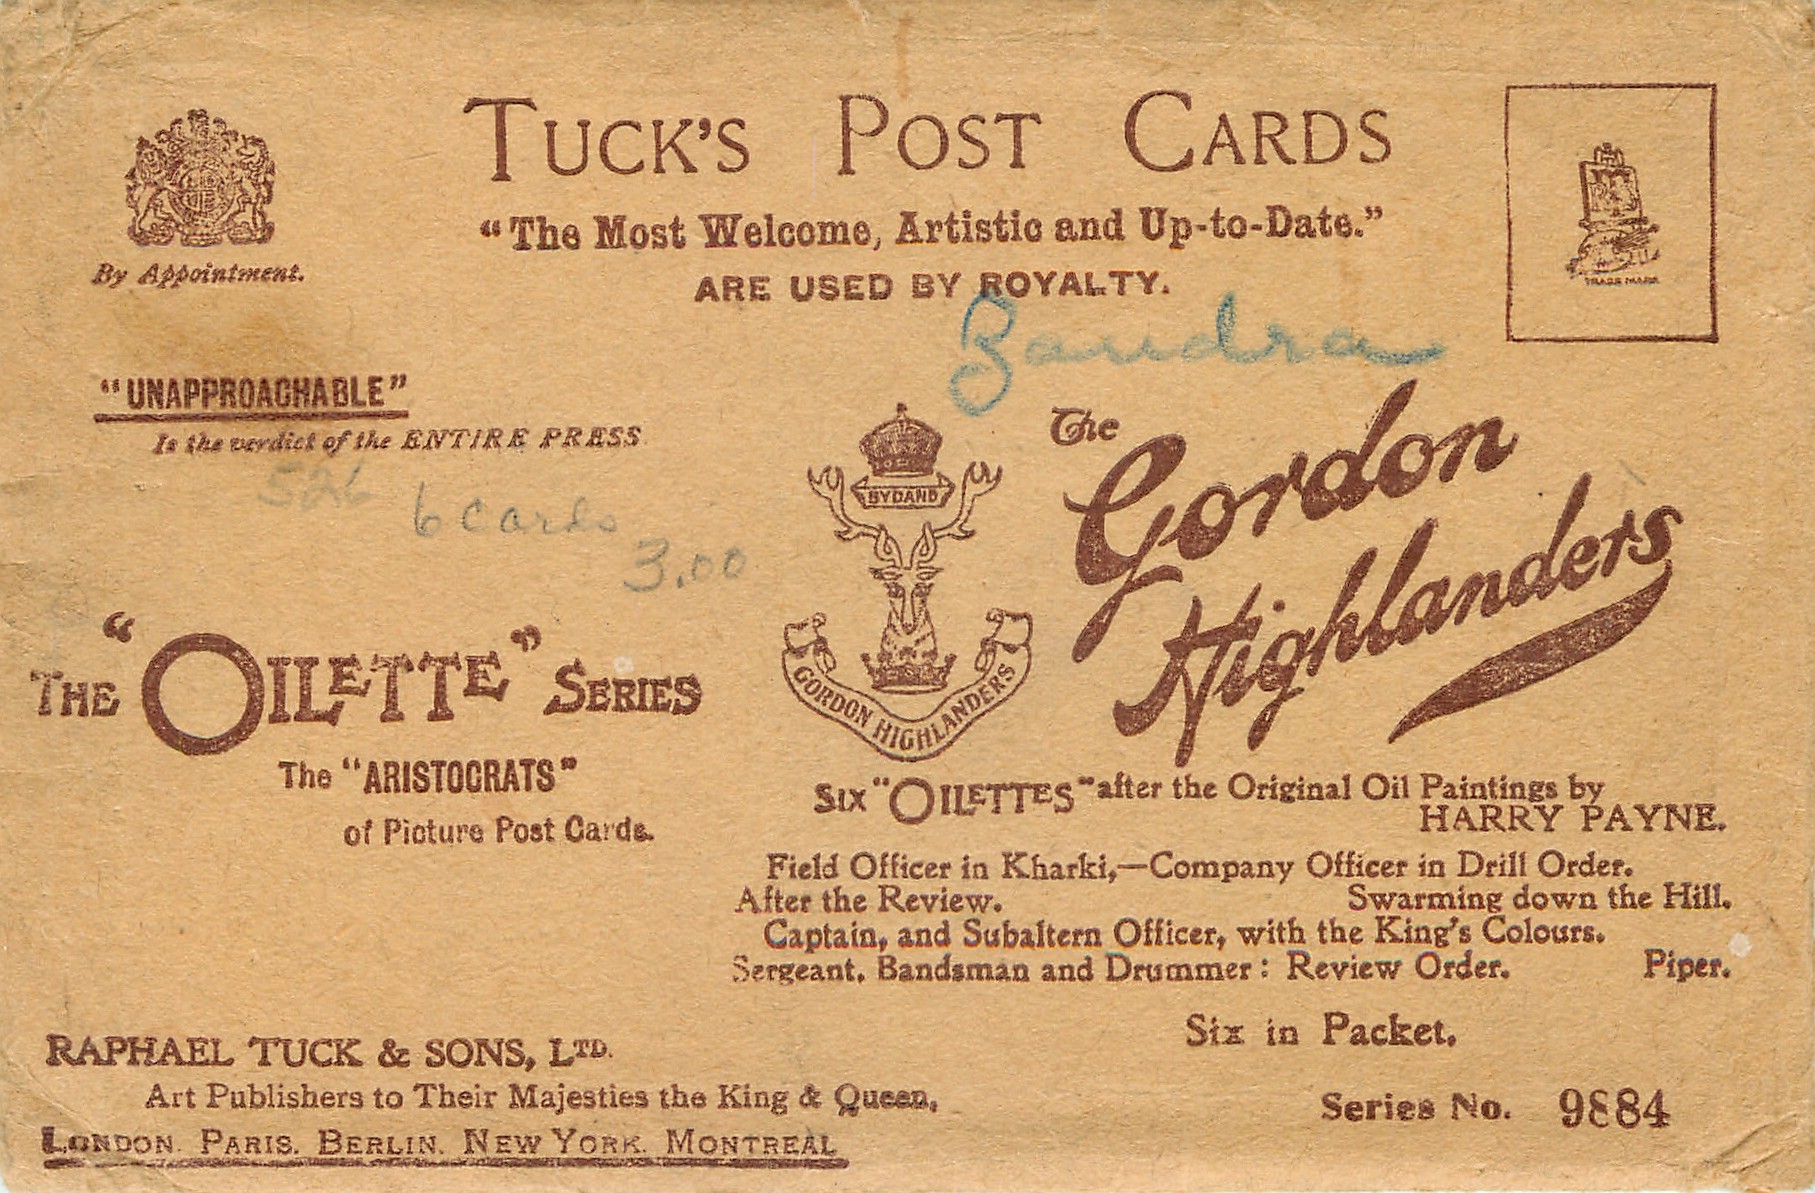 TUCK'S POST CARDS
"The Most Welcome, Artistic and Up-to-Date."
ARE USED BY ROYALTY.
By Appointment.
TRADE MARK
Bandra
"UNAPPROACHABLE"
Is the verdict of the ENTIRE PRESS
526
6 Cards
3.00
BYDAND
GORDON HIGHLANDERS
The
Gordon
Highlanders
THE "OILETTE" SERIES
The "ARISTOCRATS"
of Picture Post Cards.
SIX "OILETTES" after the Original Oil Paintings by
HARRY PAYNE.
Field Officer in Kharki,—Company Officer in Drill Order.
After the Review. Swarming down the Hill.
Captain, and Subaltern Officer, with the King's Colours.
Sergeant, Bandsman and Drummer: Review Order. Piper.
Six in Packet.
Series No. 9884
RAPHAEL TUCK & SONS, LTD.
Art Publishers to Their Majesties the King & Queen,
LONDON. PARIS. BERLIN. NEW YORK. MONTREAL